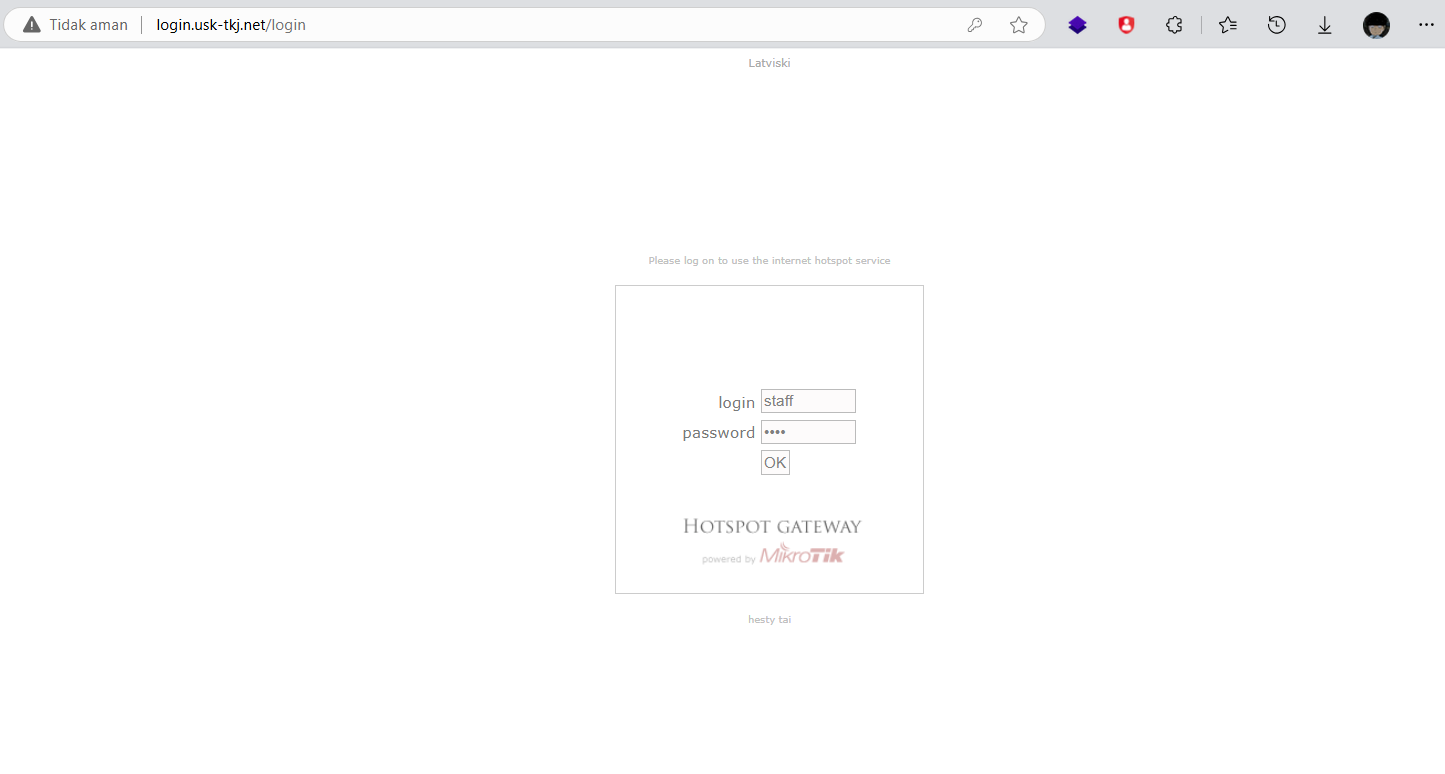 Tidak aman login.usk-tkj.net/login
Latviski
Please log on to use the internet hotspot service
login staff
password ••••
OK
HOTSPOT GATEWAY
powered by MikroTik
hesty tai